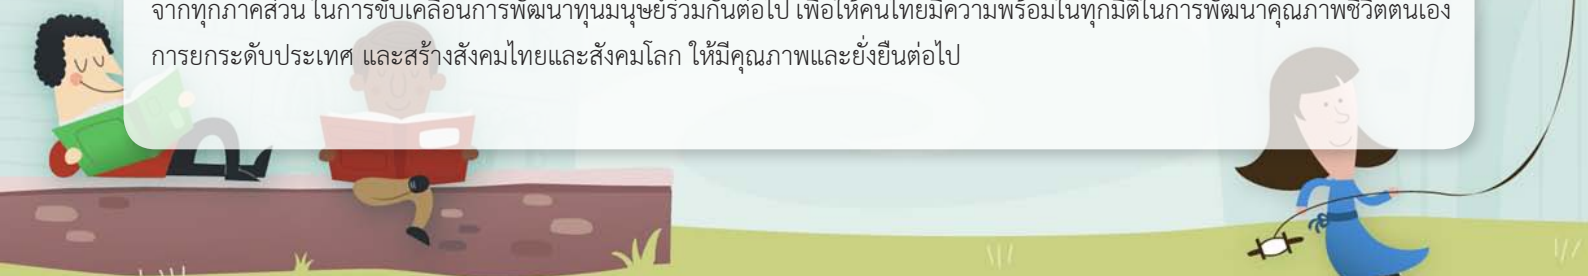 จากทุกภาคส่วน ในการขับเคลื่อนการพัฒนาทุนมนุษย์ร่วมกันต่อไป เพื่อให้คนไทยมีความพร้อมในทุกมิติในการพัฒนาคุณภาพชีวิตตนเอง
การยกระดับประเทศ และสร้างสังคมไทยและสังคมโลก ให้มีคุณภาพและยั่งยืนต่อไป